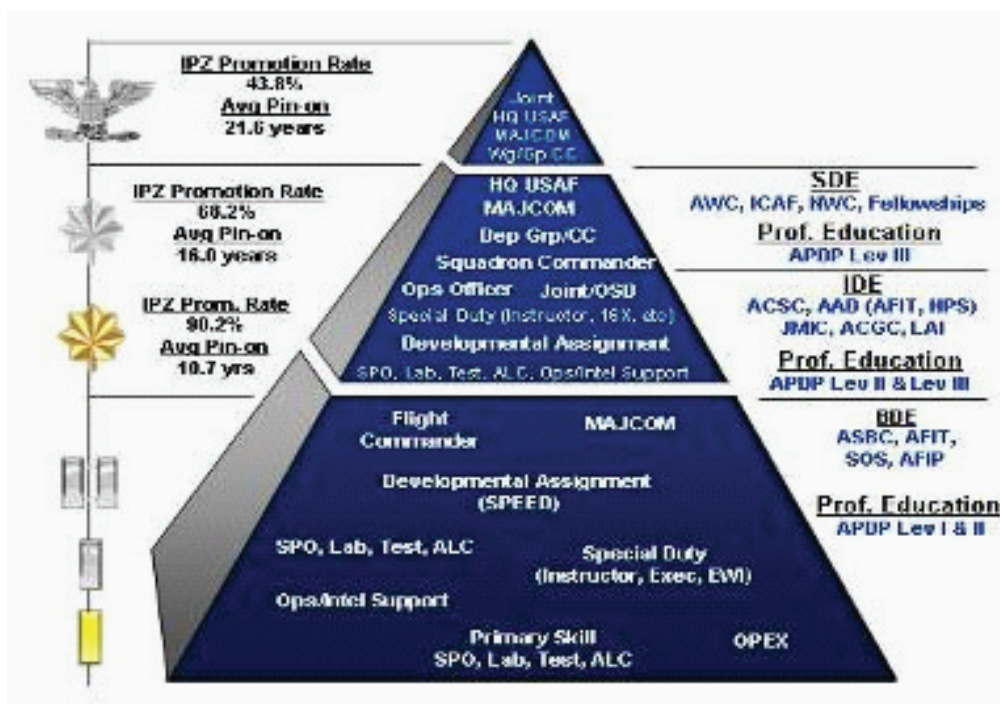 IPZ Promotion Rate
43.8%
Avg Pin-on
21.6 years
IPZ Promotion Rate
68.2%
Avg Pin-on
16.0 years
IPZ Prom. Rate
90.2%
Avg Pin-on
10.7 yrs
Joint
HQ USAF
MAJCOM
Wg/Gp CC
HQ USAF
MAJCOM
Dep Grp/CC
Squadron Commander
Ops Officer Joint/OSD
Special Duty (Instructor, 16X, etc)
Developmental Assignment
SPO, Lab, Test, ALC, Ops/Intel Support
Flight
Commander
MAJCOM
Developmental Assignment
(SPEED)
SPO, Lab, Test, ALC
Special Duty
(Instructor, Exec, EWI)
Ops/Intel Support
Primary Skill
SPO, Lab, Test, ALC
OPEX
SDE
AWC, ICAF, NWC, Fellowships
Prof. Education
APDP Lev III
IDE
ACSC, AAD (AFIT, NPS)
JMIC, ACGC, LAI
Prof. Education
APDP Lev II & Lev III
BDE
ASBC, AFIT,
SOS, AFIP
Prof. Education
APDP Lev I & II